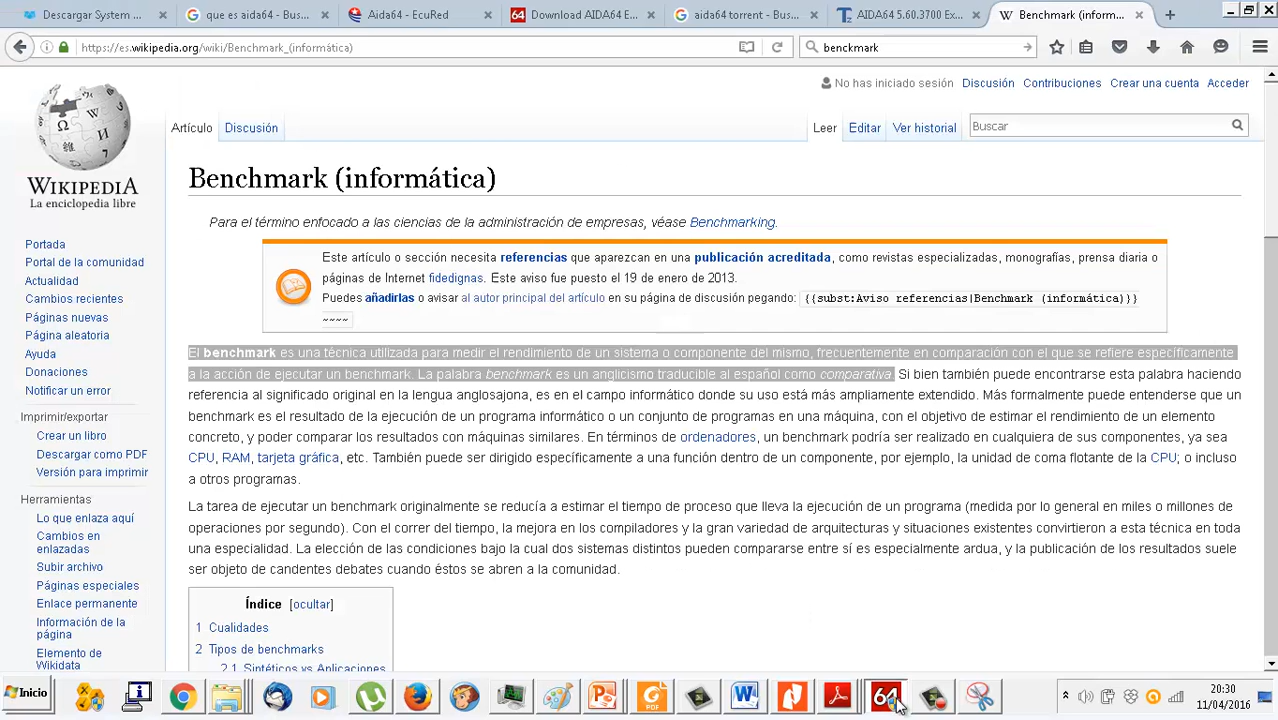 Descargar System ...
que es aida64 - Bus...
Aida64 - EcuRed
Download AIDA64 E...
aida64 torrent - Bus...
AIDA64 5.60.3700 Ex...
Benchmark (inform...
https://es.wikipedia.org/wiki/Benchmark_(informática)
benckmark
No has iniciado sesión Discusión Contribuciones Crear una cuenta Acceder
Artículo Discusión Leer Editar Ver historial Buscar
WIKIPEDIA
La enciclopedia libre
Portada
Portal de la comunidad
Actualidad
Cambios recientes
Páginas nuevas
Página aleatoria
Ayuda
Donaciones
Notificar un error
Imprimir/exportar
Crear un libro
Descargar como PDF
Versión para imprimir
Herramientas
Lo que enlaza aquí
Cambios en
enlazadas
Subir archivo
Páginas especiales
Enlace permanente
Información de la
página
Elemento de
Wikidata
Benchmark (informática)
Para el término enfocado a las ciencias de la administración de empresas, véase Benchmarking.
Este artículo o sección necesita referencias que aparezcan en una publicación acreditada, como revistas especializadas, monografías, prensa diaria o
páginas de Internet fidedignas. Este aviso fue puesto el 19 de enero de 2013.
Puedes añadirlas o avisar al autor principal del artículo en su página de discusión pegando: {{subst:Aviso referencias|Benchmark (informática)}}
~~~~
El benchmark es una técnica utilizada para medir el rendimiento de un sistema o componente del mismo, frecuentemente en comparación con el que se refiere específicamente
a la acción de ejecutar un benchmark. La palabra benchmark es un anglicismo traducible al español como comparativa. Si bien también puede encontrarse esta palabra haciendo
referencia al significado original en la lengua anglosajona, es en el campo informático donde su uso está más ampliamente extendido. Más formalmente puede entenderse que un
benchmark es el resultado de la ejecución de un programa informático o un conjunto de programas en una máquina, con el objetivo de estimar el rendimiento de un elemento
concreto, y poder comparar los resultados con máquinas similares. En términos de ordenadores, un benchmark podría ser realizado en cualquiera de sus componentes, ya sea
CPU, RAM, tarjeta gráfica, etc. También puede ser dirigido específicamente a una función dentro de un componente, por ejemplo, la unidad de coma flotante de la CPU; o incluso
a otros programas.
La tarea de ejecutar un benchmark originalmente se reducía a estimar el tiempo de proceso que lleva la ejecución de un programa (medida por lo general en miles o millones de
operaciones por segundo). Con el correr del tiempo, la mejora en los compiladores y la gran variedad de arquitecturas y situaciones existentes convirtieron a esta técnica en toda
una especialidad. La elección de las condiciones bajo la cual dos sistemas distintos pueden compararse entre sí es especialmente ardua, y la publicación de los resultados suele
ser objeto de candentes debates cuando éstos se abren a la comunidad.
Índice [ocultar]
1 Cualidades
2 Tipos de benchmarks
2.1 Sintéticos vs Aplicaciones
Inicio
64
20:30
11/04/2016